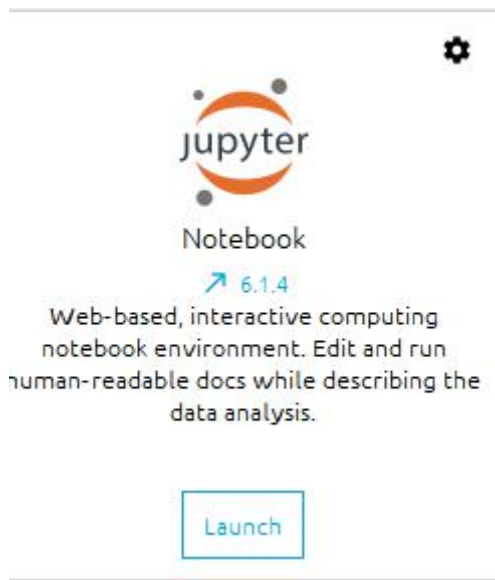 jupyter
Notebook
6.1.4
Web-based, interactive computing
notebook environment. Edit and run
human-readable docs while describing the
data analysis.
Launch